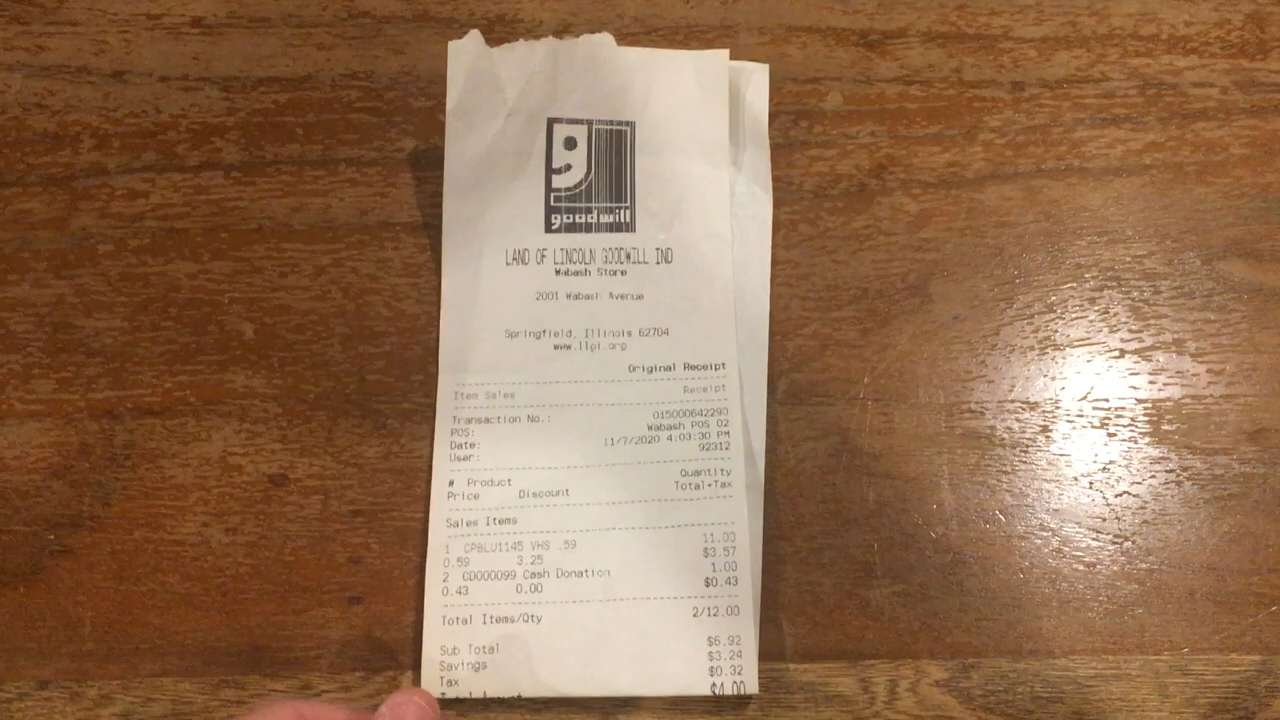 goodwill
LAND OF LINCOLN GOODWILL IND
Wabash Store
2001 Wabash Avenue
Springfield, Illinois 62704
www.llgi.org
Original Receipt
Item Sales Receipt
Transaction No.: 015000642290
POS: Wabash POS 02
Date: 11/7/2020 4:03:30 PM
User: 92312
# Product Quantity
Price Discount Total+Tax
Sales Items
1 CPBLU1145 VHS .59 11.00
0.59 3.25 $3.57
2 CD000099 Cash Donation 1.00
0.43 0.00 $0.43
Total Items/Qty 2/12.00
Sub Total $6.92
Savings $3.24
Tax $0.32
Total Amount $4.00